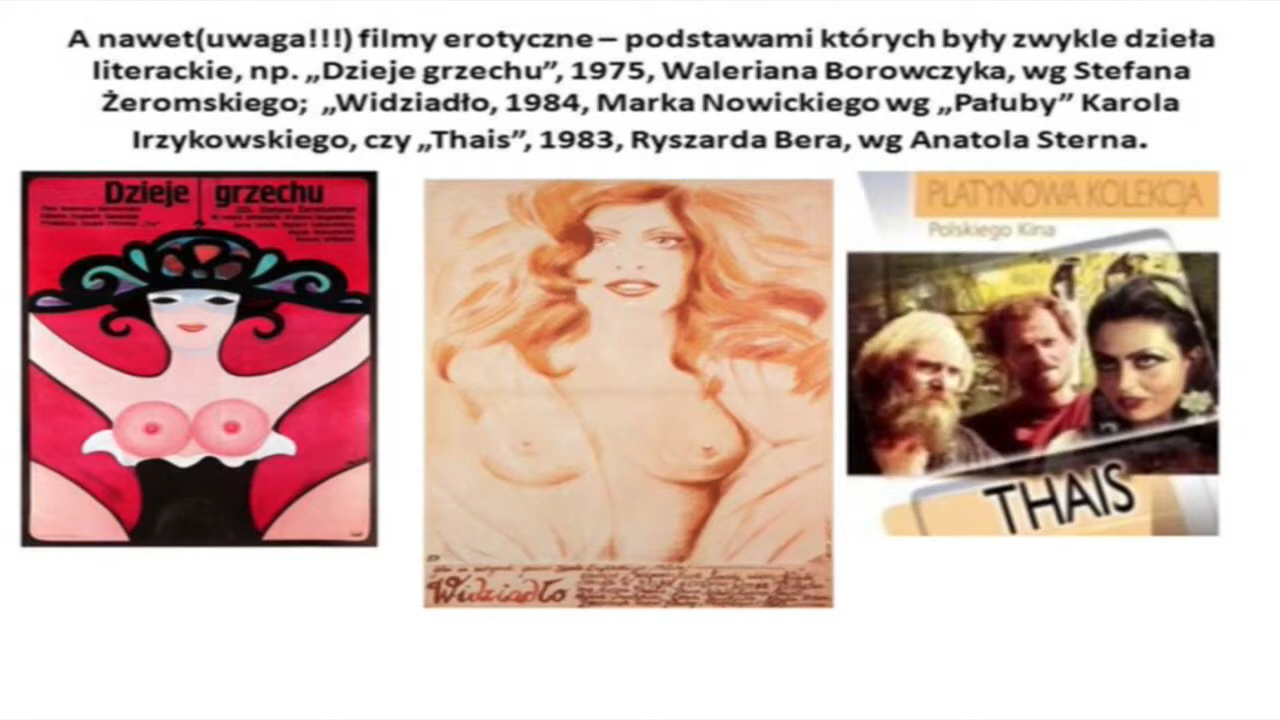 A nawet(uwaga!!!) filmy erotyczne – podstawami których były zwykle dzieła
literackie, np. „Dzieje grzechu”, 1975, Waleriana Borowczyka, wg Stefana
Żeromskiego; „Widziadło, 1984, Marka Nowickiego wg „Pałuby” Karola
Irzykowskiego, czy „Thais”, 1983, Ryszarda Bera, wg Anatola Sterna.
Dzieje grzechu
Widziadło
PLATYNOWA KOLEKCJA
Polskiego Kina
THAIS